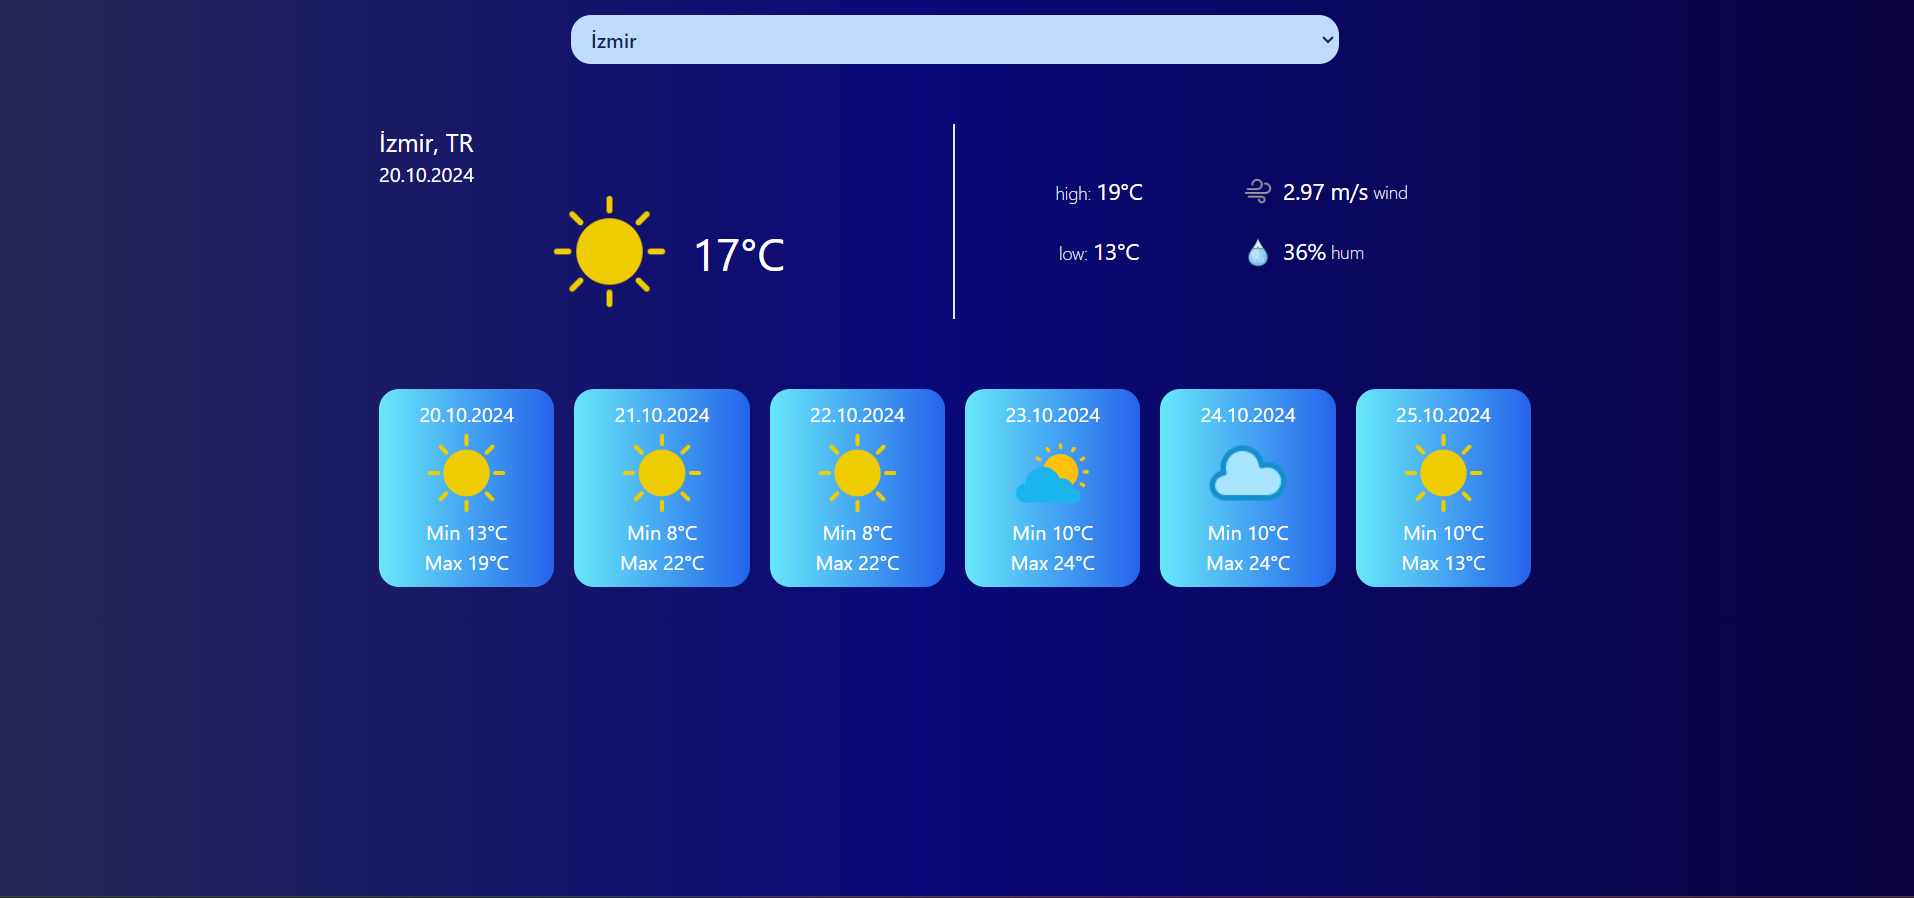 İzmir
İzmir, TR
20.10.2024
17°C
high: 19°C
2.97 m/s wind
low: 13°C
36% hum
20.10.2024
Min 13°C
Max 19°C
21.10.2024
Min 8°C
Max 22°C
22.10.2024
Min 8°C
Max 22°C
23.10.2024
Min 10°C
Max 24°C
24.10.2024
Min 10°C
Max 24°C
25.10.2024
Min 10°C
Max 13°C